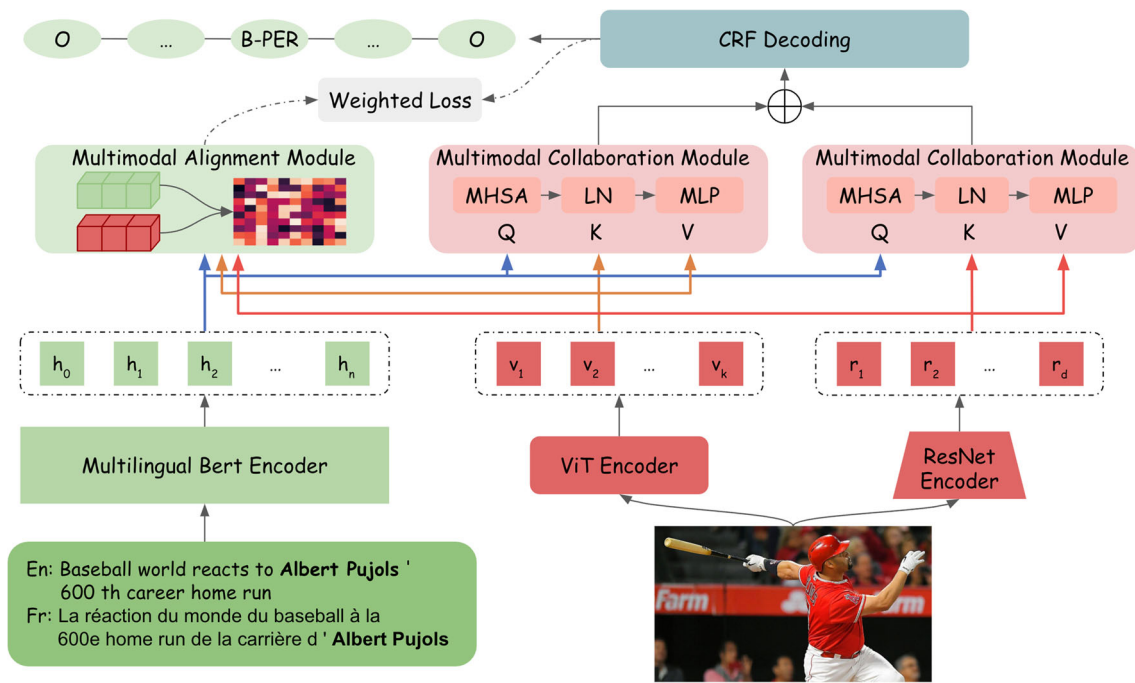 O ... B-PER ... O
CRF Decoding
Weighted Loss
Multimodal Alignment Module
Multimodal Collaboration Module
MHSA LN MLP
Q K V
Multimodal Collaboration Module
MHSA LN MLP
Q K V
h0 h1 h2 ... hn
v1 v2 ... vk
r1 r2 ... rd
Multilingual Bert Encoder
ViT Encoder
ResNet
Encoder
En: Baseball world reacts to Albert Pujols '
600 th career home run
Fr: La réaction du monde du baseball à la
600e home run de la carrière d ' Albert Pujols
Farm
Farm